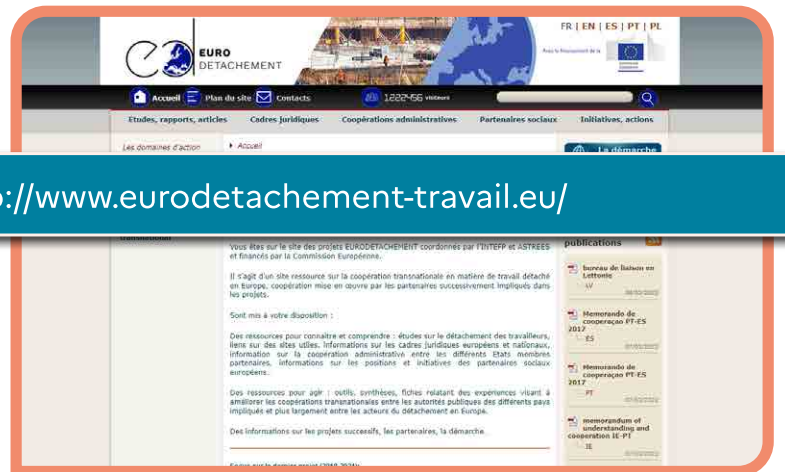 FR | EN | ES | PT | PL
EURO
DETACHEMENT
Avec le financement de la
Accueil Plan du site Contacts 1222456 visiteurs
Etudes, rapports, articles Cadres juridiques Coopérations administratives Partenaires sociaux Initiatives, actions
Les domaines d'action Accueil La démarche
://www.eurodetachement-travail.eu/
transnational
publications
Vous êtes sur le site des projets EURODETACHEMENT coordonnés par l'INTEFP et ASTREES
et financés par la Commission Européenne.
Il s'agit d'un site ressource sur la coopération transnationale en matière de travail détaché
en Europe, coopération mise en œuvre par les partenaires successivement impliqués dans
les projets.
Sont mis à votre disposition :
Des ressources pour connaitre et comprendre : études sur le détachement des travailleurs,
liens sur des sites utiles, informations sur les cadres juridiques européens et nationaux,
information sur la coopération administrative entre les différents Etats membres
partenaires, informations sur les positions et initiatives des partenaires sociaux
européens.
Des ressources pour agir : outils, synthèses, fiches relatant des expériences visant à
améliorer les coopérations transnationales entre les autorités publiques des différents pays
impliqués et plus largement entre les acteurs du détachement en Europe.
Des informations sur les projets successifs, les partenaires, la démarche.
bureau de liaison en
Lettonie
LV
Memorando de
cooperaçao PT-ES
2017
ES
Memorando de
cooperaçao PT-ES
2017
PT
memorandum of
understanding and
cooperation IE-PT
IE